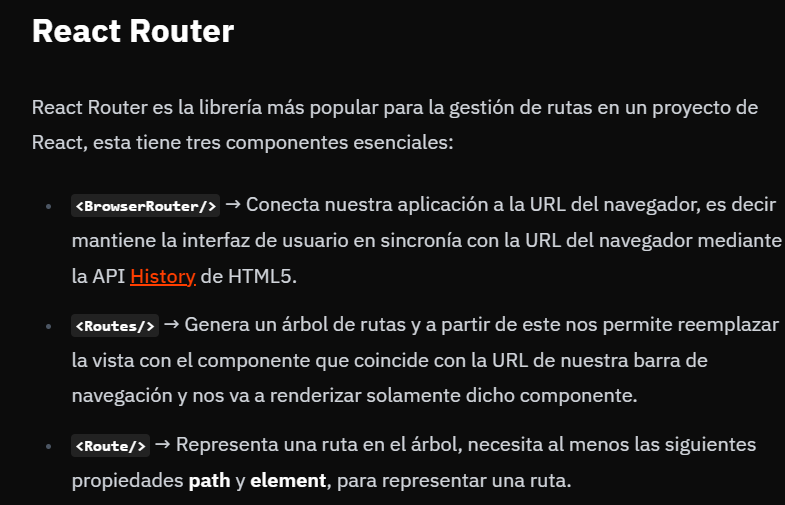 React Router
React Router es la librería más popular para la gestión de rutas en un proyecto de
React, esta tiene tres componentes esenciales:
• <BrowserRouter/> → Conecta nuestra aplicación a la URL del navegador, es decir
mantiene la interfaz de usuario en sincronía con la URL del navegador mediante
la API History de HTML5.
• <Routes/> → Genera un árbol de rutas y a partir de este nos permite reemplazar
la vista con el componente que coincide con la URL de nuestra barra de
navegación y nos va a renderizar solamente dicho componente.
• <Route/> → Representa una ruta en el árbol, necesita al menos las siguientes
propiedades path y element, para representar una ruta.